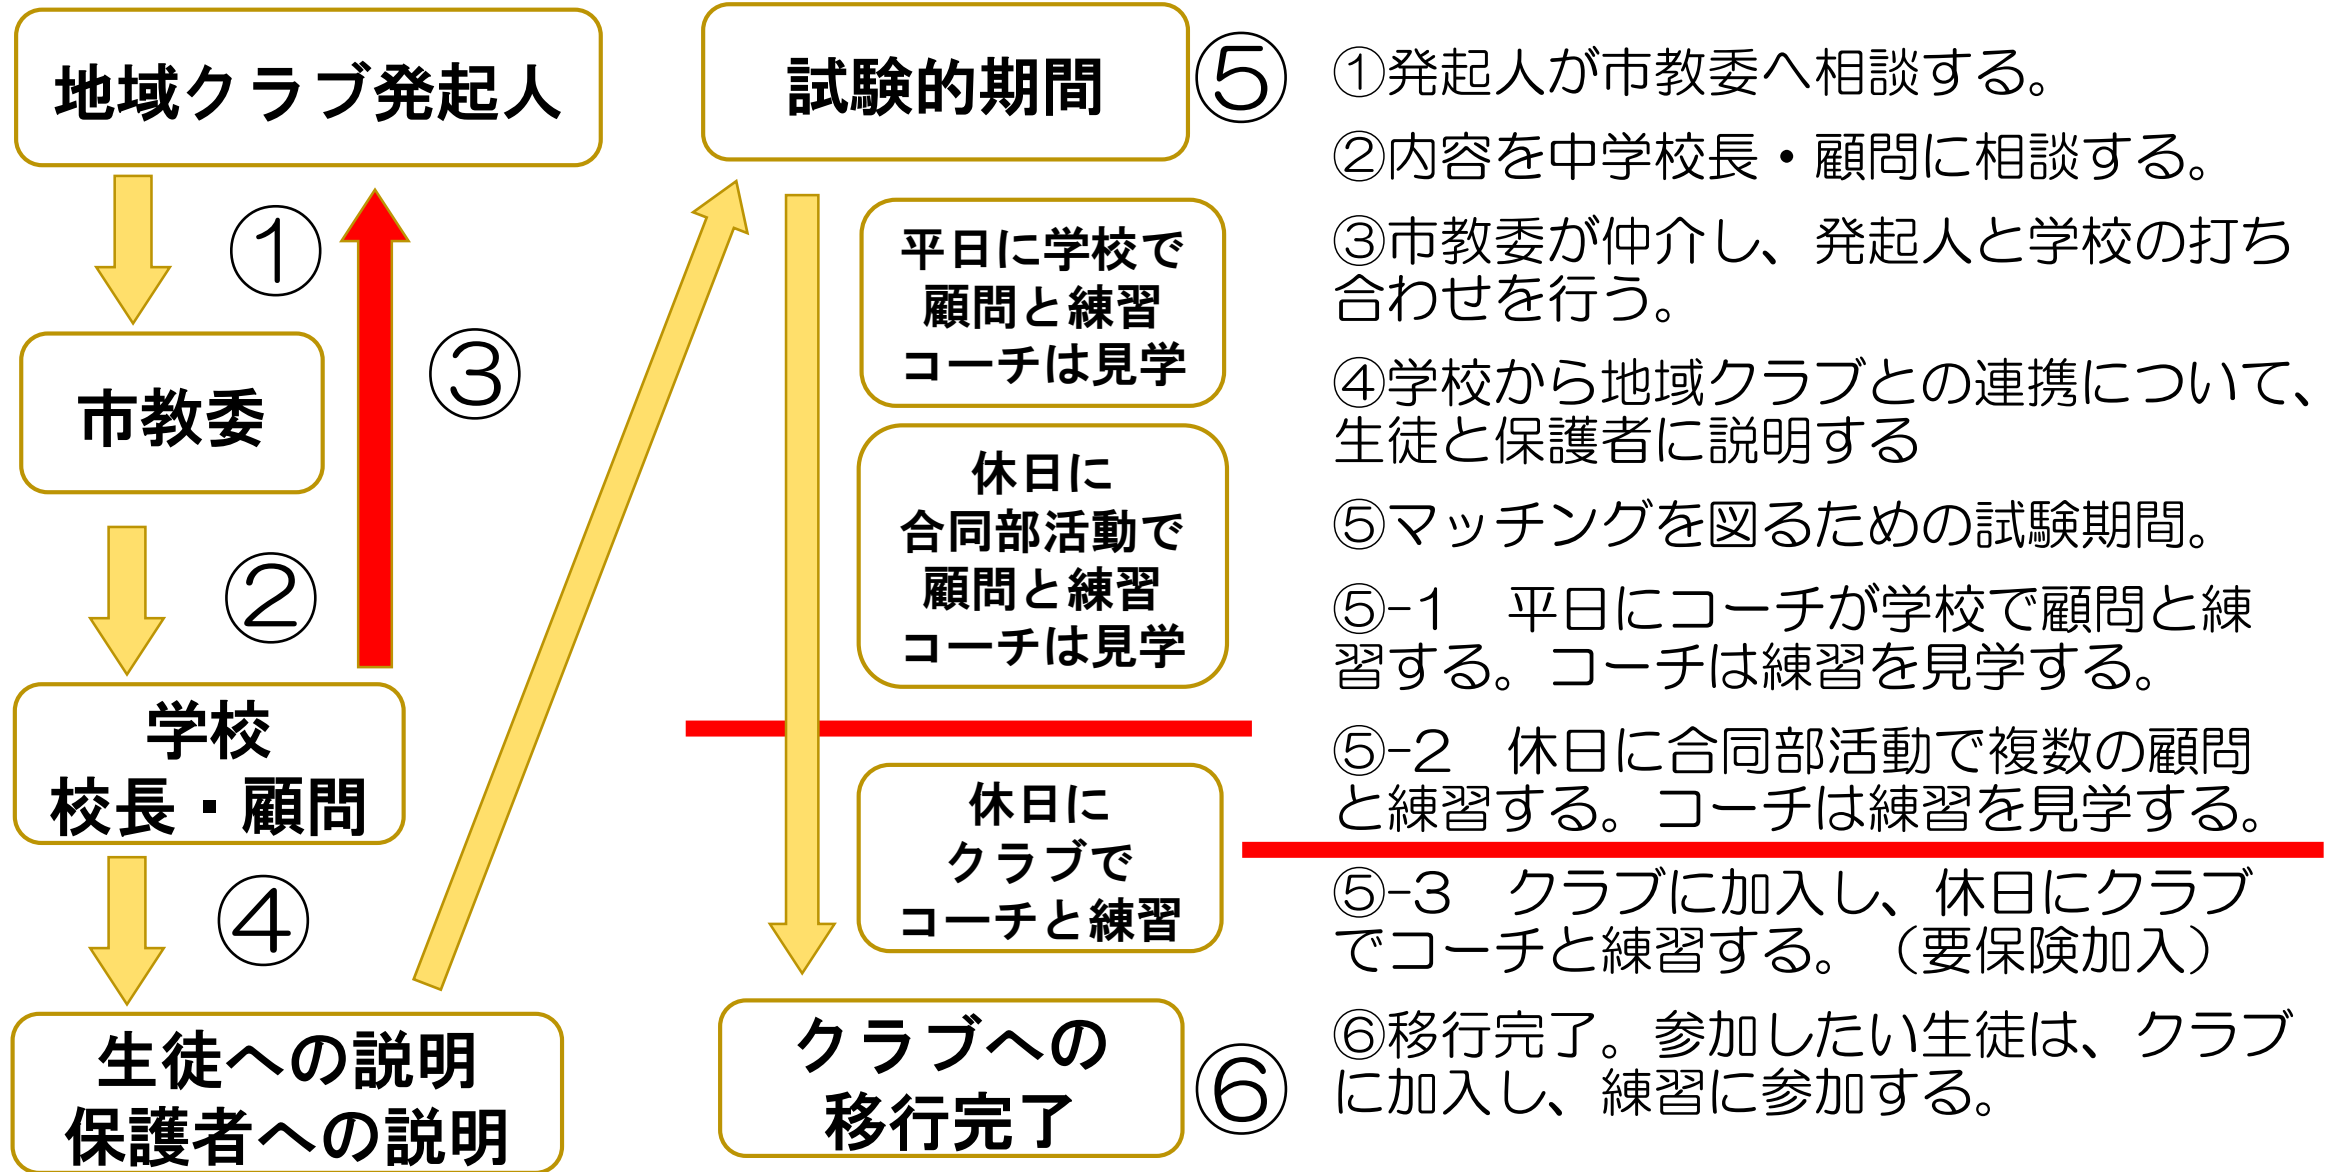 地域クラブ発起人
①
市教委
②
③
学校
校長・顧問
④
生徒への説明
保護者への説明
試験的期間
⑤
平日に学校で
顧問と練習
コーチは見学
休日に
合同部活動で
顧問と練習
コーチは見学
休日に
クラブで
コーチと練習
クラブへの
移行完了
⑥
①発起人が市教委へ相談する。
②内容を中学校長・顧問に相談する。
③市教委が仲介し、発起人と学校の打ち
合わせを行う。
④学校から地域クラブとの連携について、
生徒と保護者に説明する
⑤マッチングを図るための試験期間。
⑤-1　平日にコーチが学校で顧問と練
習する。コーチは練習を見学する。
⑤-2　休日に合同部活動で複数の顧問
と練習する。コーチは練習を見学する。
⑤-3　クラブに加入し、休日にクラブ
でコーチと練習する。（要保険加入）
⑥移行完了。参加したい生徒は、クラブ
に加入し、練習に参加する。